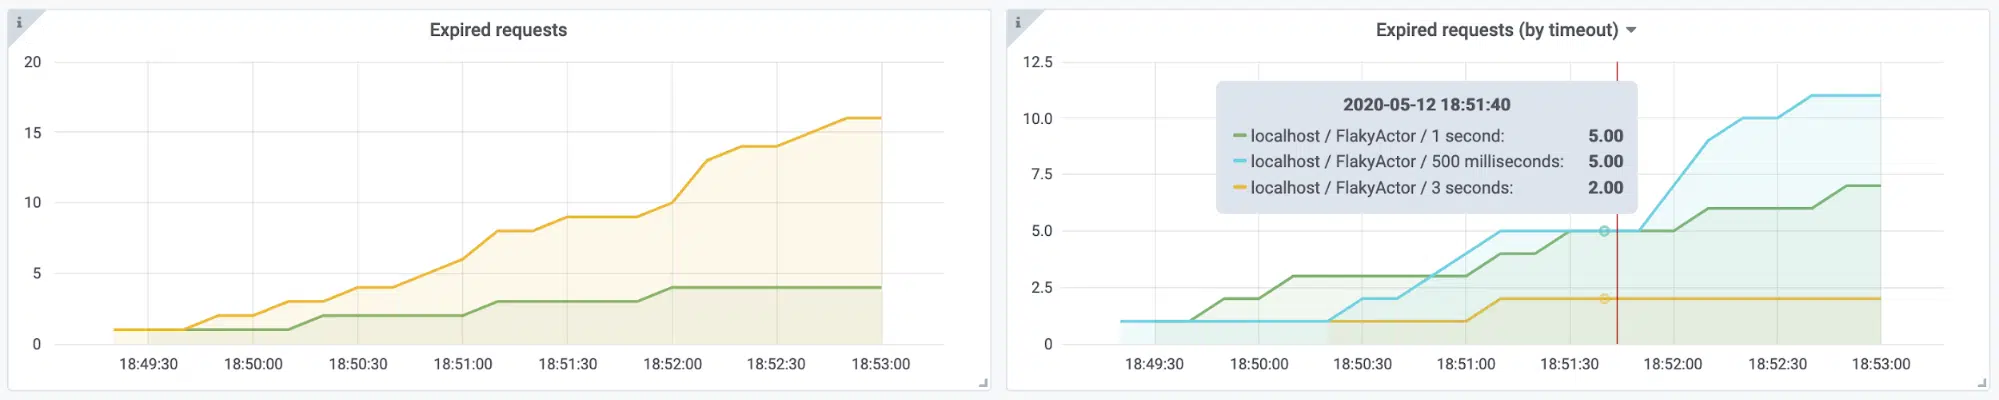 i
Expired requests
20
15
10
5
0
18:49:30 18:50:00 18:50:30 18:51:00 18:51:30 18:52:00 18:52:30 18:53:00
i
Expired requests (by timeout)
12.5
10.0
7.5
5.0
2.5
0
2020-05-12 18:51:40
localhost / FlakyActor / 1 second: 5.00
localhost / FlakyActor / 500 milliseconds: 5.00
localhost / FlakyActor / 3 seconds: 2.00
18:49:30 18:50:00 18:50:30 18:51:00 18:51:30 18:52:00 18:52:30 18:53:00